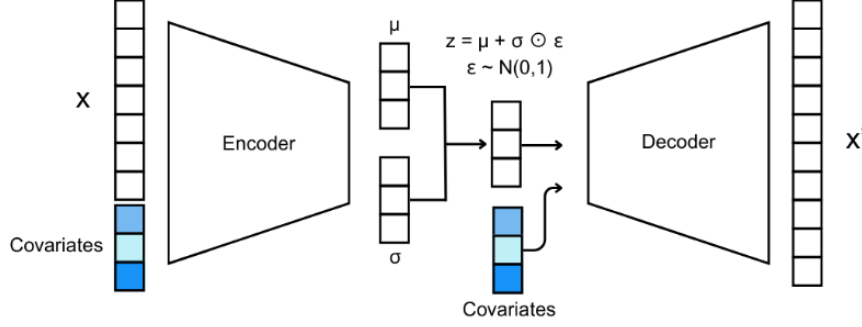 X
Covariates
Encoder
μ
σ
z = μ + σ ⊙ ε
ε ~ N(0,1)
Covariates
Decoder
X'